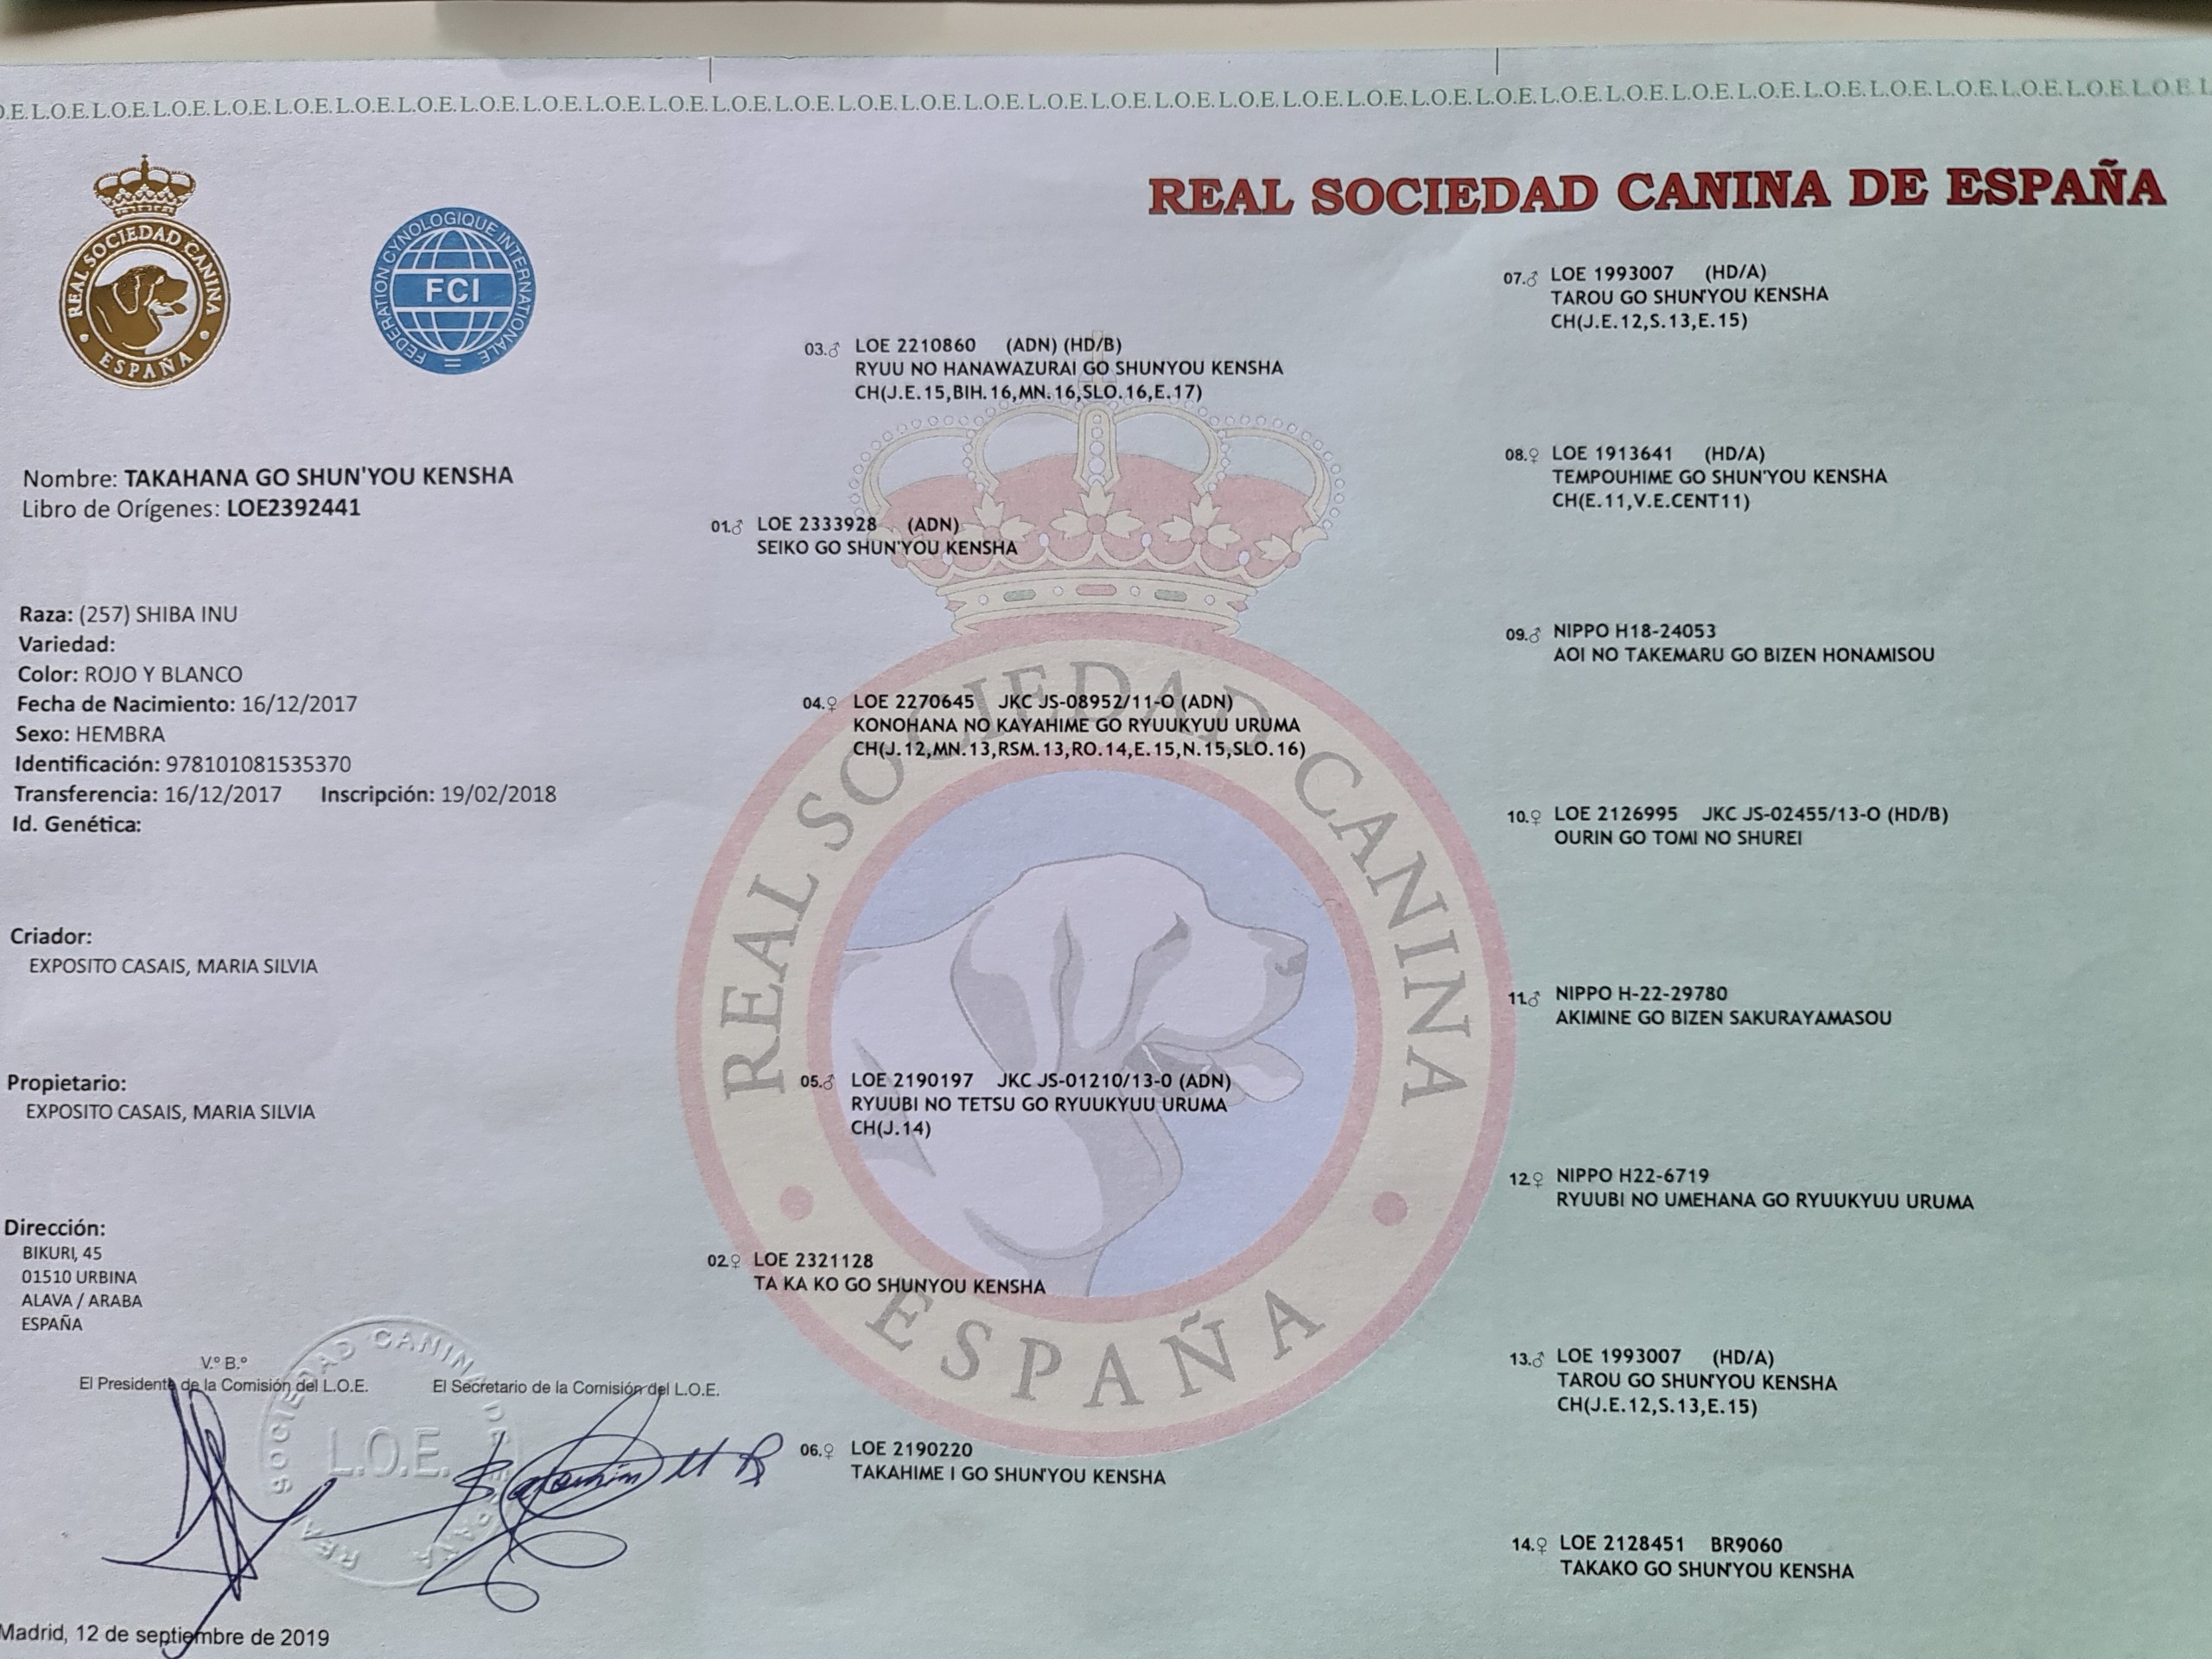 O.E. L.O.E. L.O.E. L.O.E. L.O.E. L.O.E. L.O.E. L.O.E. L.O.E. L.O.E. L.O.E. L.O.E. L.O.E. L.O.E. L.O.E. L.O.E. L.O.E. L.O.E. L.O.E. L.O.E. L.O.E. L.O.E. L.O.E. L.O.E. L.O.E. L.O.E. L.O.E. L.O.E. L.O.E. L.O.E. L.O.E. L.O.E. L.O.E. L.O.E. L.O.E. L.O.E. L.O.E. L
REAL SOCIEDAD CANINA
ESPAÑA
FEDERATION CYNOLOGIQUE INTERNATIONALE
FCI
REAL SOCIEDAD CANINA DE ESPAÑA
Nombre: TAKAHANA GO SHUN'YOU KENSHA
Libro de Orígenes: LOE2392441
Raza: (257) SHIBA INU
Variedad:
Color: ROJO Y BLANCO
Fecha de Nacimiento: 16/12/2017
Sexo: HEMBRA
Identificación: 978101081535370
Transferencia: 16/12/2017 Inscripción: 19/02/2018
Id. Genética:
Criador:
EXPOSITO CASAIS, MARIA SILVIA
Propietario:
EXPOSITO CASAIS, MARIA SILVIA
Dirección:
BIKURI, 45
01510 URBINA
ALAVA / ARABA
ESPAÑA
V.º B.º
El Presidente de la Comisión del L.O.E.
El Secretario de la Comisión del L.O.E.
REAL SOCIEDAD CANINA DE ESPAÑA
L.O.E.
Madrid, 12 de septiembre de 2019
01.♂ LOE 2333928 (ADN)
SEIKO GO SHUN'YOU KENSHA
02.♀ LOE 2321128
TA KA KO GO SHUNYOU KENSHA
03.♂ LOE 2210860 (ADN) (HD/B)
RYUU NO HANAWAZURAI GO SHUNYOU KENSHA
CH(J.E.15,BIH.16,MN.16,SLO.16,E.17)
04.♀ LOE 2270645 JKC JS-08952/11-O (ADN)
KONOHANA NO KAYAHIME GO RYUUKYUU URUMA
CH(J.12,MN.13,RSM.13,RO.14,E.15,N.15,SLO.16)
05.♂ LOE 2190197 JKC JS-01210/13-0 (ADN)
RYUUBI NO TETSU GO RYUUKYUU URUMA
CH(J.14)
06.♀ LOE 2190220
TAKAHIME I GO SHUN'YOU KENSHA
07.♂ LOE 1993007 (HD/A)
TAROU GO SHUN'YOU KENSHA
CH(J.E.12,S.13,E.15)
08.♀ LOE 1913641 (HD/A)
TEMPOUHIME GO SHUN'YOU KENSHA
CH(E.11,V.E.CENT11)
09.♂ NIPPO H18-24053
AOI NO TAKEMARU GO BIZEN HONAMISOU
10.♀ LOE 2126995 JKC JS-02455/13-O (HD/B)
OURIN GO TOMI NO SHUREI
11.♂ NIPPO H-22-29780
AKIMINE GO BIZEN SAKURAYAMASOU
12.♀ NIPPO H22-6719
RYUUBI NO UMEHANA GO RYUUKYUU URUMA
13.♂ LOE 1993007 (HD/A)
TAROU GO SHUN'YOU KENSHA
CH(J.E.12,S.13,E.15)
14.♀ LOE 2128451 BR9060
TAKAKO GO SHUN'YOU KENSHA
REAL SOCIEDAD CANINA
ESPAÑA